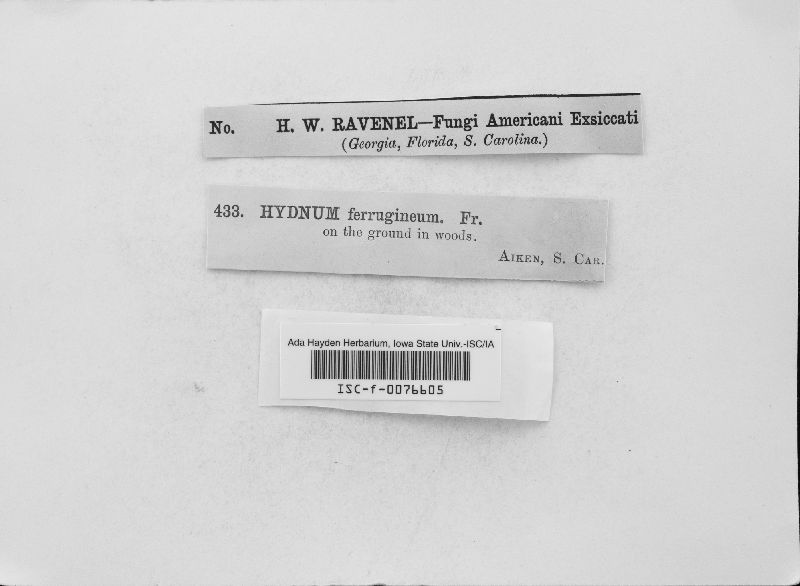 No. H. W. RAVENEL—Fungi Americani Exsiccati
(Georgia, Florida, S. Carolina.)
433. HYDNUM ferrugineum. Fr.
on the ground in woods.
AIKEN, S. CAR.
Ada Hayden Herbarium, Iowa State Univ.-ISC/IA
ISC-f-0076605